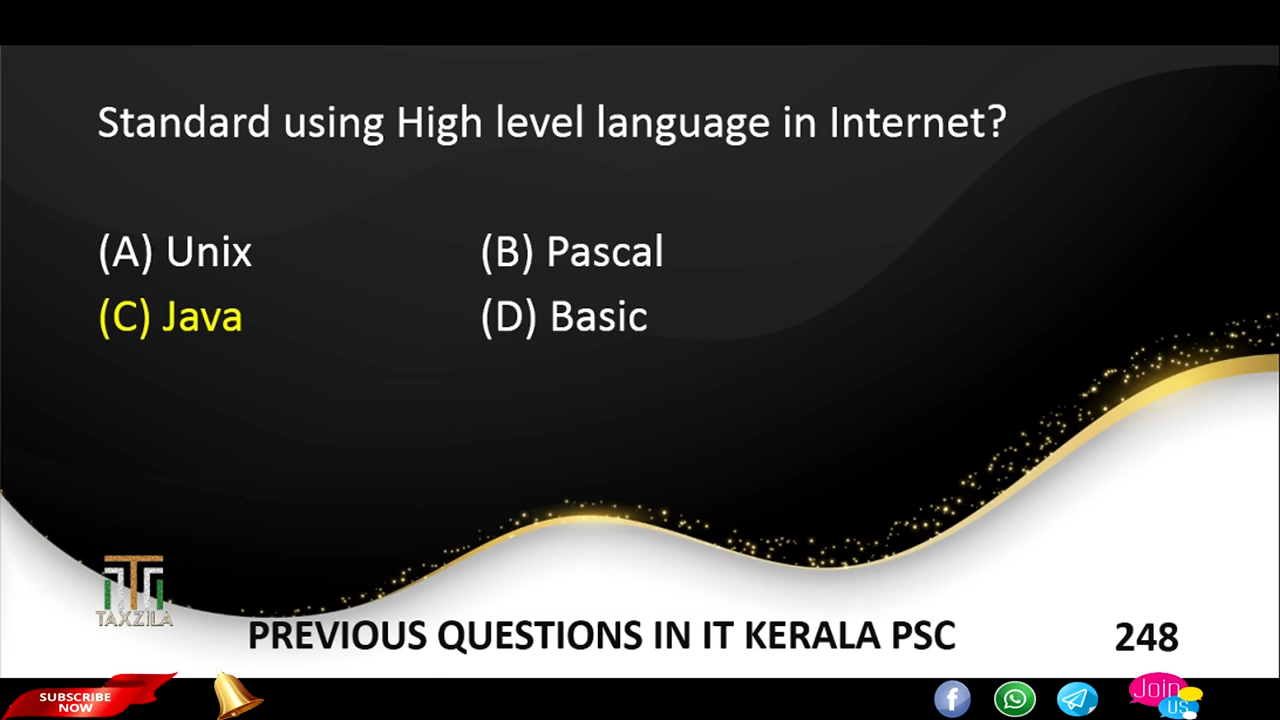 Standard using High level language in Internet?
(A) Unix (B) Pascal
(C) Java (D) Basic
TAXZILA
PREVIOUS QUESTIONS IN IT KERALA PSC 248
SUBSCRIBE
NOW
Join
us